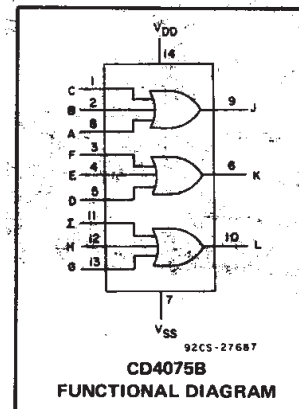 VDD
14
C 1
B 2
A 8
9 J
F 3
E 4
D 5
6 K
I 11
H 12
G 13
10 L
7
VSS
92CS-27687
CD4075B
FUNCTIONAL DIAGRAM